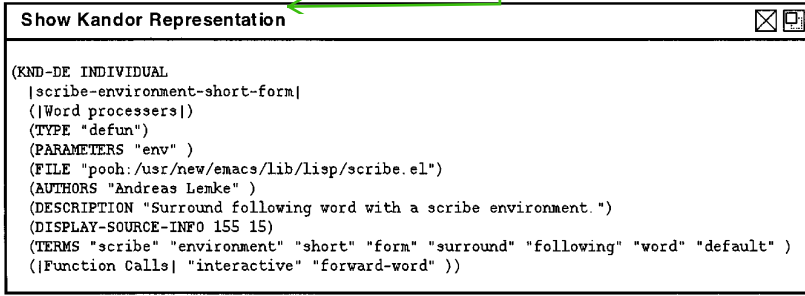 Show Kandor Representation
(KND-DE INDIVIDUAL
|scribe-environment-short-form|
(|Word processers|)
(TYPE "defun")
(PARAMETERS "env" )
(FILE "pooh:/usr/new/emacs/lib/lisp/scribe.el")
(AUTHORS "Andreas Lemke" )
(DESCRIPTION "Surround following word with a scribe environment.")
(DISPLAY-SOURCE-INFO 155 15)
(TERMS "scribe" "environment" "short" "form" "surround" "following" "word" "default" )
(|Function Calls| "interactive" "forward-word" ))